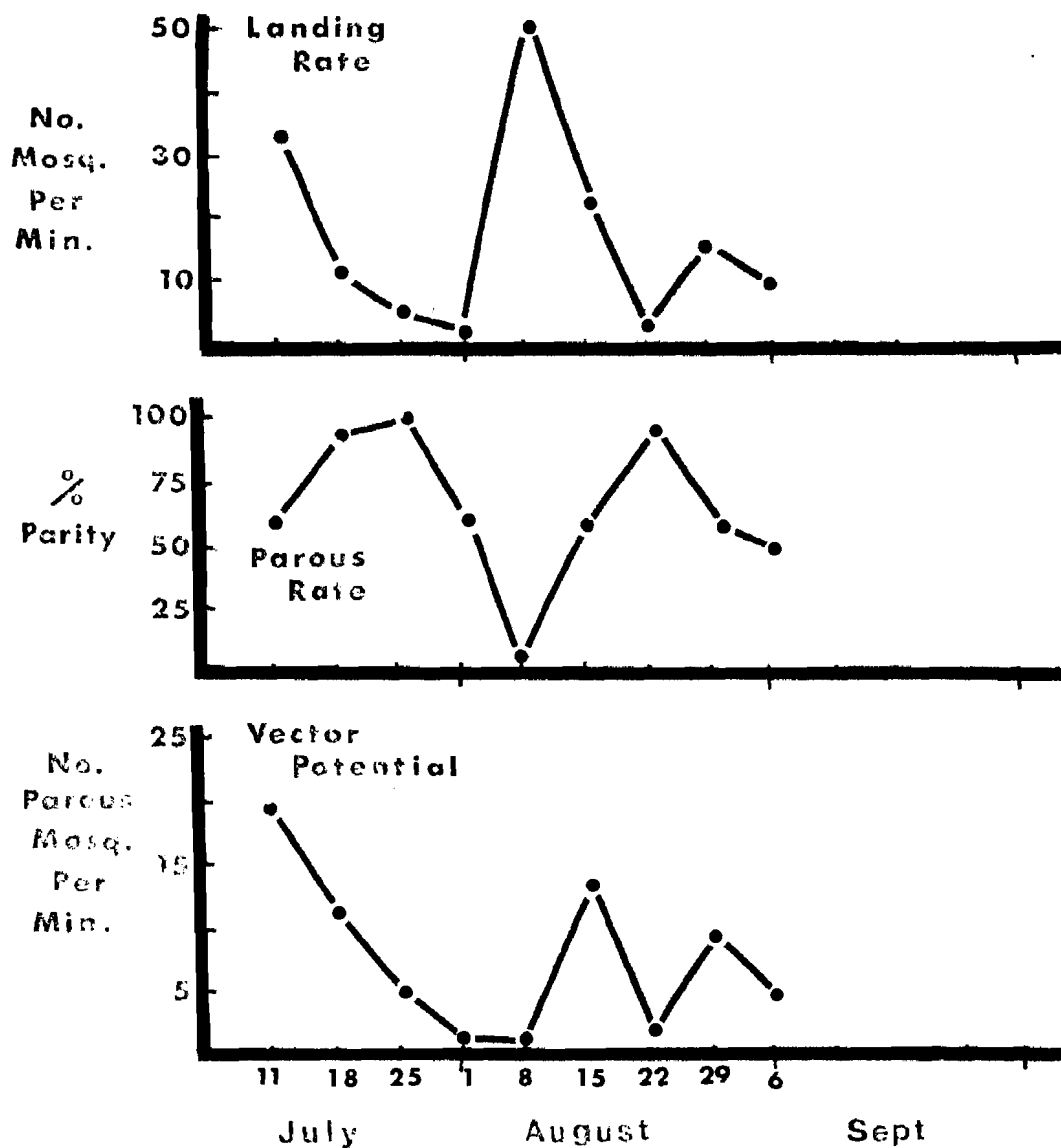 50
Landing
Rate
No.
Mosq.
Per
Min.
30
10
100
75
50
25
%
Parity
Parous
Rate
25
Vector
Potential
No.
Parous
Mosq.
Per
Min.
15
5
11 18 25 1 8 15 22 29 6
July August Sept